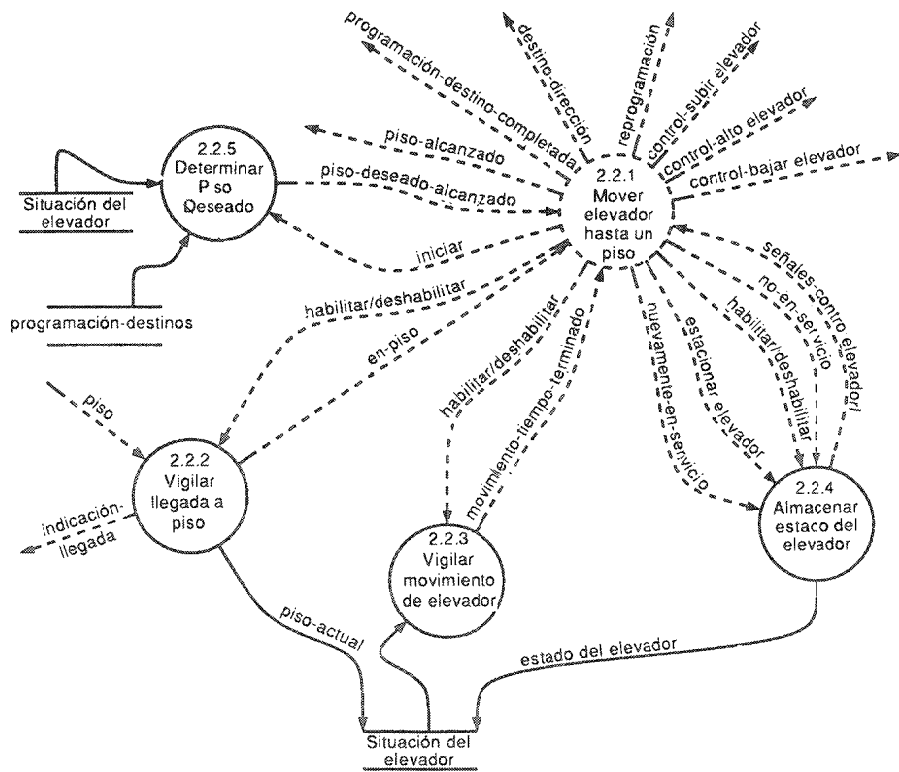 programación-destino-completada
destino-dirección
reprogramación
control-subir elevador
control-alto elevador
control-bajar elevador
piso-alcanzado
piso-deseado-alcanzado
iniciar
2.2.5
Determinar
Piso
Qeseado
Situación del
elevador
programación-destinos
2.2.1
Mover
elevador
hasta un
piso
habilitar/deshabilitar
en-piso
habilitar/deshabilitar
movimiento-tiempo-terminado
nuevamente-en-servicio
estacionar elevador
habilitar/deshabilitar
no-en-servicio
señales-contro elevadorl
piso
2.2.2
Vigilar
llegada a
piso
indicación-
llegada
2.2.3
Vigilar
movimiento
de elevador
2.2.4
Almacenar
estaco del
elevador
piso-actual
estado del elevador
Situación del
elevador